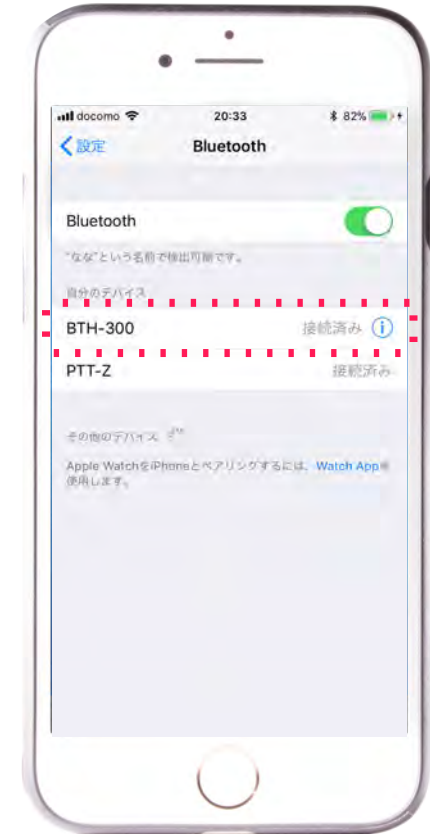 docomo 20:33 82%
設定 Bluetooth
Bluetooth
"なな"という名前で検出可能です。
自分のデバイス
BTH-300 接続済み
PTT-Z 接続済み
その他のデバイス
Apple WatchをiPhoneとペアリングするには、Watch Appを
使用します。